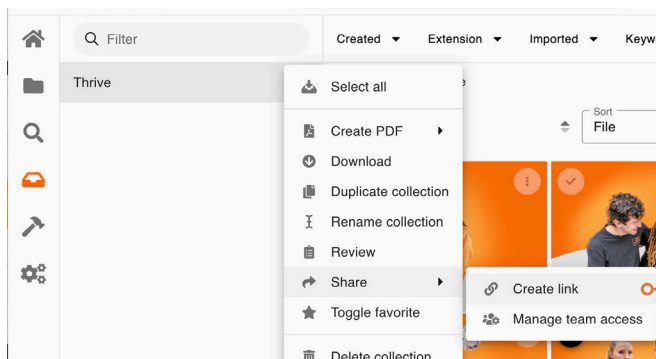 Filter
Created
Extension
Imported
Keyw
Thrive
e
Sort
File
Select all
Create PDF
Download
Duplicate collection
Rename collection
Review
Share
Create link
Toggle favorite
Manage team access
Delete collection